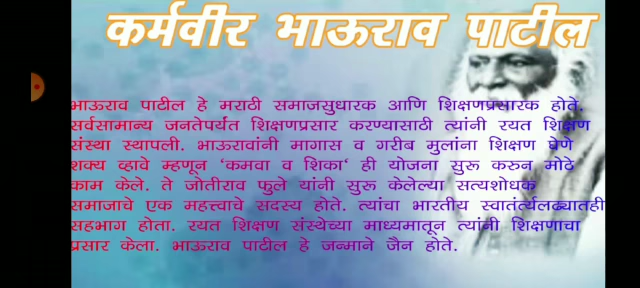 कर्मवीर भाऊराव पाटील
भाऊराव पाटील हे मराठी समाजसुधारक आणि शिक्षणप्रसारक होते.
सर्वसामान्य जनतेपर्यंत शिक्षणप्रसार करण्यासाठी त्यांनी रयत शिक्षण
संस्था स्थापली. भाऊरावांनी मागास व गरीब मुलांना शिक्षण घेणे
शक्य व्हावे म्हणून 'कमवा व शिका' ही योजना सुरू करुन मोठे
काम केले. ते जोतीराव फुले यांनी सुरू केलेल्या सत्यशोधक
समाजाचे एक महत्त्वाचे सदस्य होते. त्यांचा भारतीय स्वातंत्र्यलढ्यातही
सहभाग होता. रयत शिक्षण संस्थेच्या माध्यमातून त्यांनी शिक्षणाचा
प्रसार केला. भाऊराव पाटील हे जन्माने जैन होते.